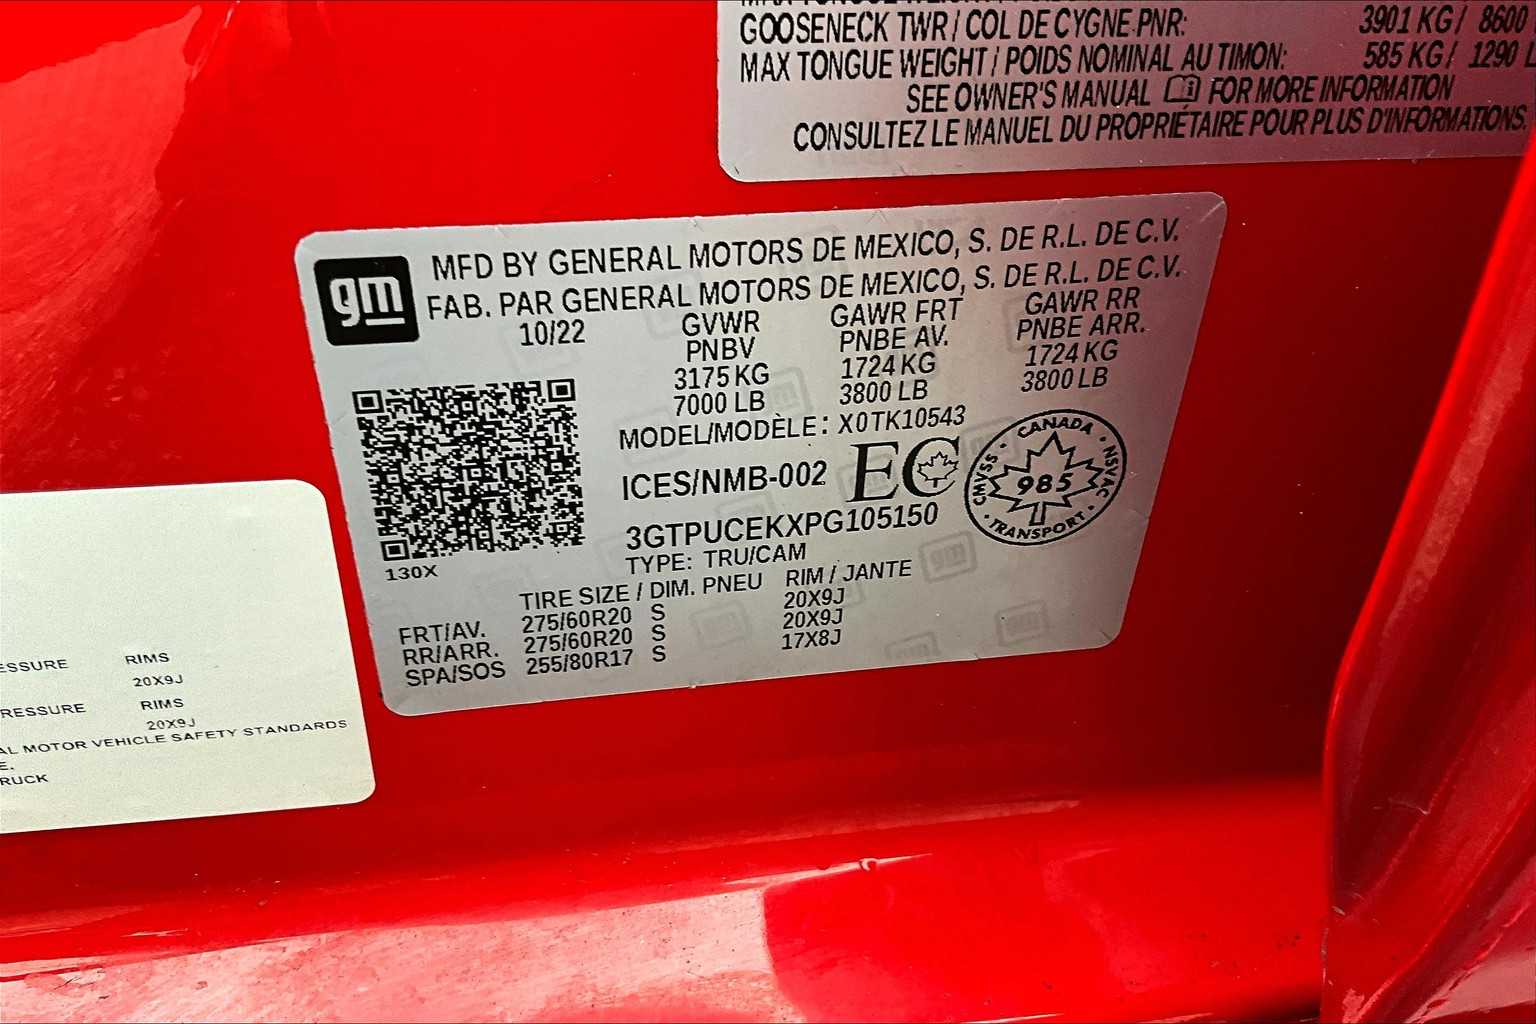 GOOSENECK TWR / COL DE CYGNE PNR: 3901 KG / 8600
MAX TONGUE WEIGHT / POIDS NOMINAL AU TIMON: 585 KG / 1290 L
SEE OWNER'S MANUAL FOR MORE INFORMATION
CONSULTEZ LE MANUEL DU PROPRIÉTAIRE POUR PLUS D'INFORMATIONS.
gm
MFD BY GENERAL MOTORS DE MEXICO, S. DE R.L. DE C.V.
FAB. PAR GENERAL MOTORS DE MEXICO, S. DE R.L. DE C.V.
10/22 GVWR GAWR FRT GAWR RR
PNBV PNBE AV. PNBE ARR.
3175 KG 1724 KG 1724 KG
7000 LB 3800 LB 3800 LB
MODEL/MODÈLE: X0TK10543
ICES/NMB-002 EC
CANADA
CMVSS 985 NSVAC
TRANSPORT
3GTPUCEKXPG105150
TYPE: TRU/CAM
130X
TIRE SIZE / DIM. PNEU RIM / JANTE
FRT/AV. 275/60R20 S 20X9J
RR/ARR. 275/60R20 S 20X9J
SPA/SOS 255/80R17 S 17X8J
ESSURE RIMS
20X9J
RESSURE RIMS
20X9J
AL MOTOR VEHICLE SAFETY STANDARDS
E.
RUCK